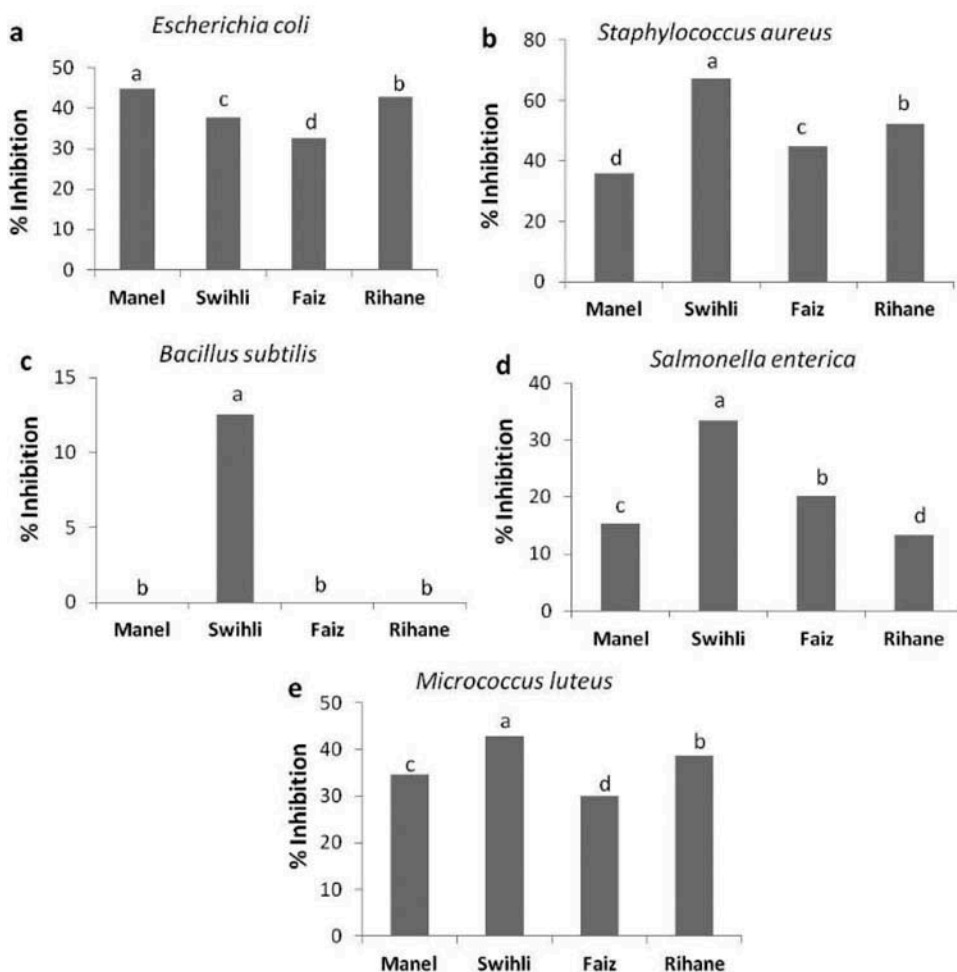 a
Escherichia coli
% Inhibition
50
40
30
20
10
0
a
c
d
b
Manel Swihli Faiz Rihane
b
Staphylococcus aureus
% Inhibition
80
60
40
20
0
d
a
c
b
Manel Swihli Faiz Rihane
c
Bacillus subtilis
% Inhibition
15
10
5
0
b
a
b
b
Manel Swihli Faiz Rihane
d
Salmonella enterica
% Inhibition
40
30
20
10
0
c
a
b
d
Manel Swihli Faiz Rihane
e
Micrococcus luteus
% Inhibition
50
40
30
20
10
0
c
a
d
b
Manel Swihli Faiz Rihane